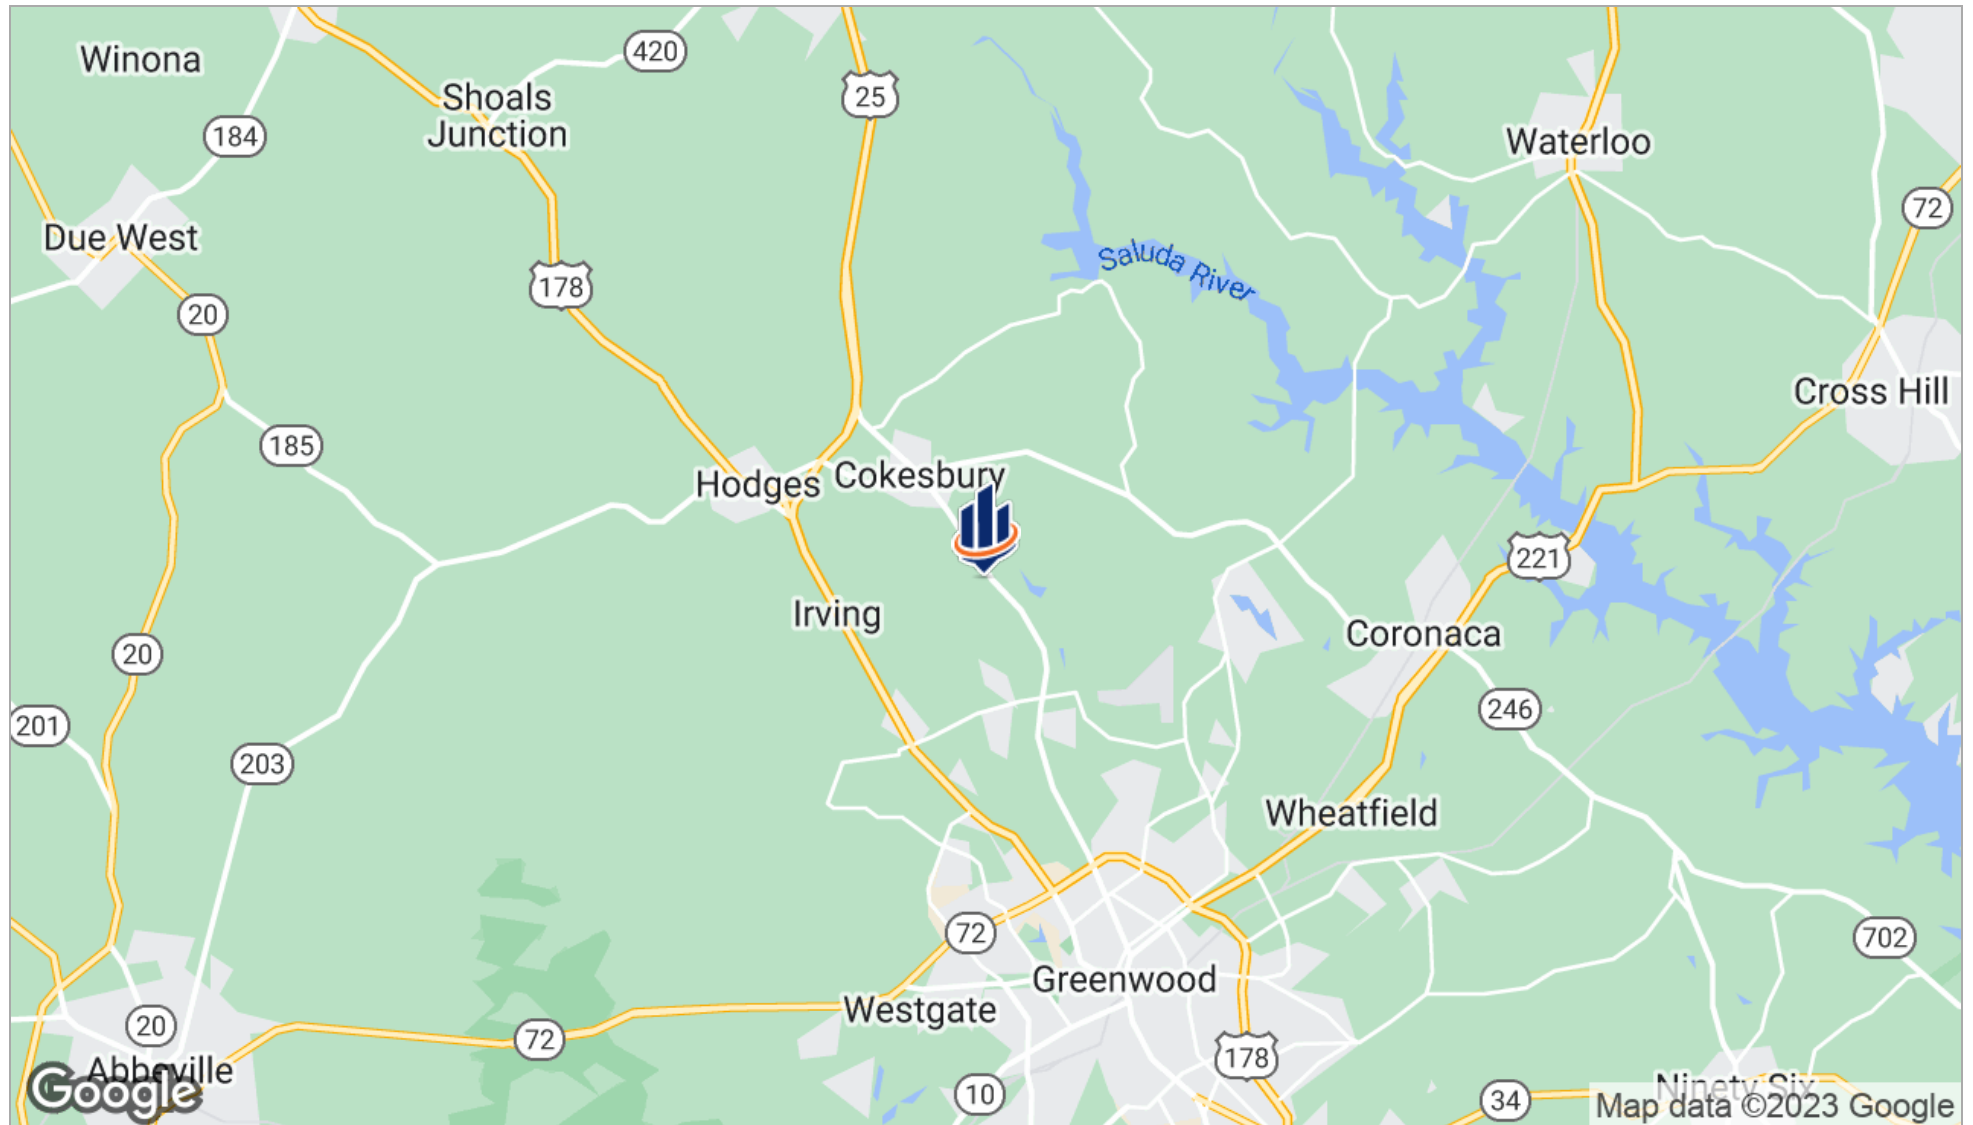 Winona
420
Shoals
Junction
25
184
Waterloo
72
Due West
Saluda River
178
20
Cross Hill
185
Hodges
Cokesbury
221
Irving
Coronaca
20
246
201
203
Wheatfield
72
702
Greenwood
Westgate
20
72
178
Abbeville
Google
10
34
Ninety Six
Map data ©2023 Google